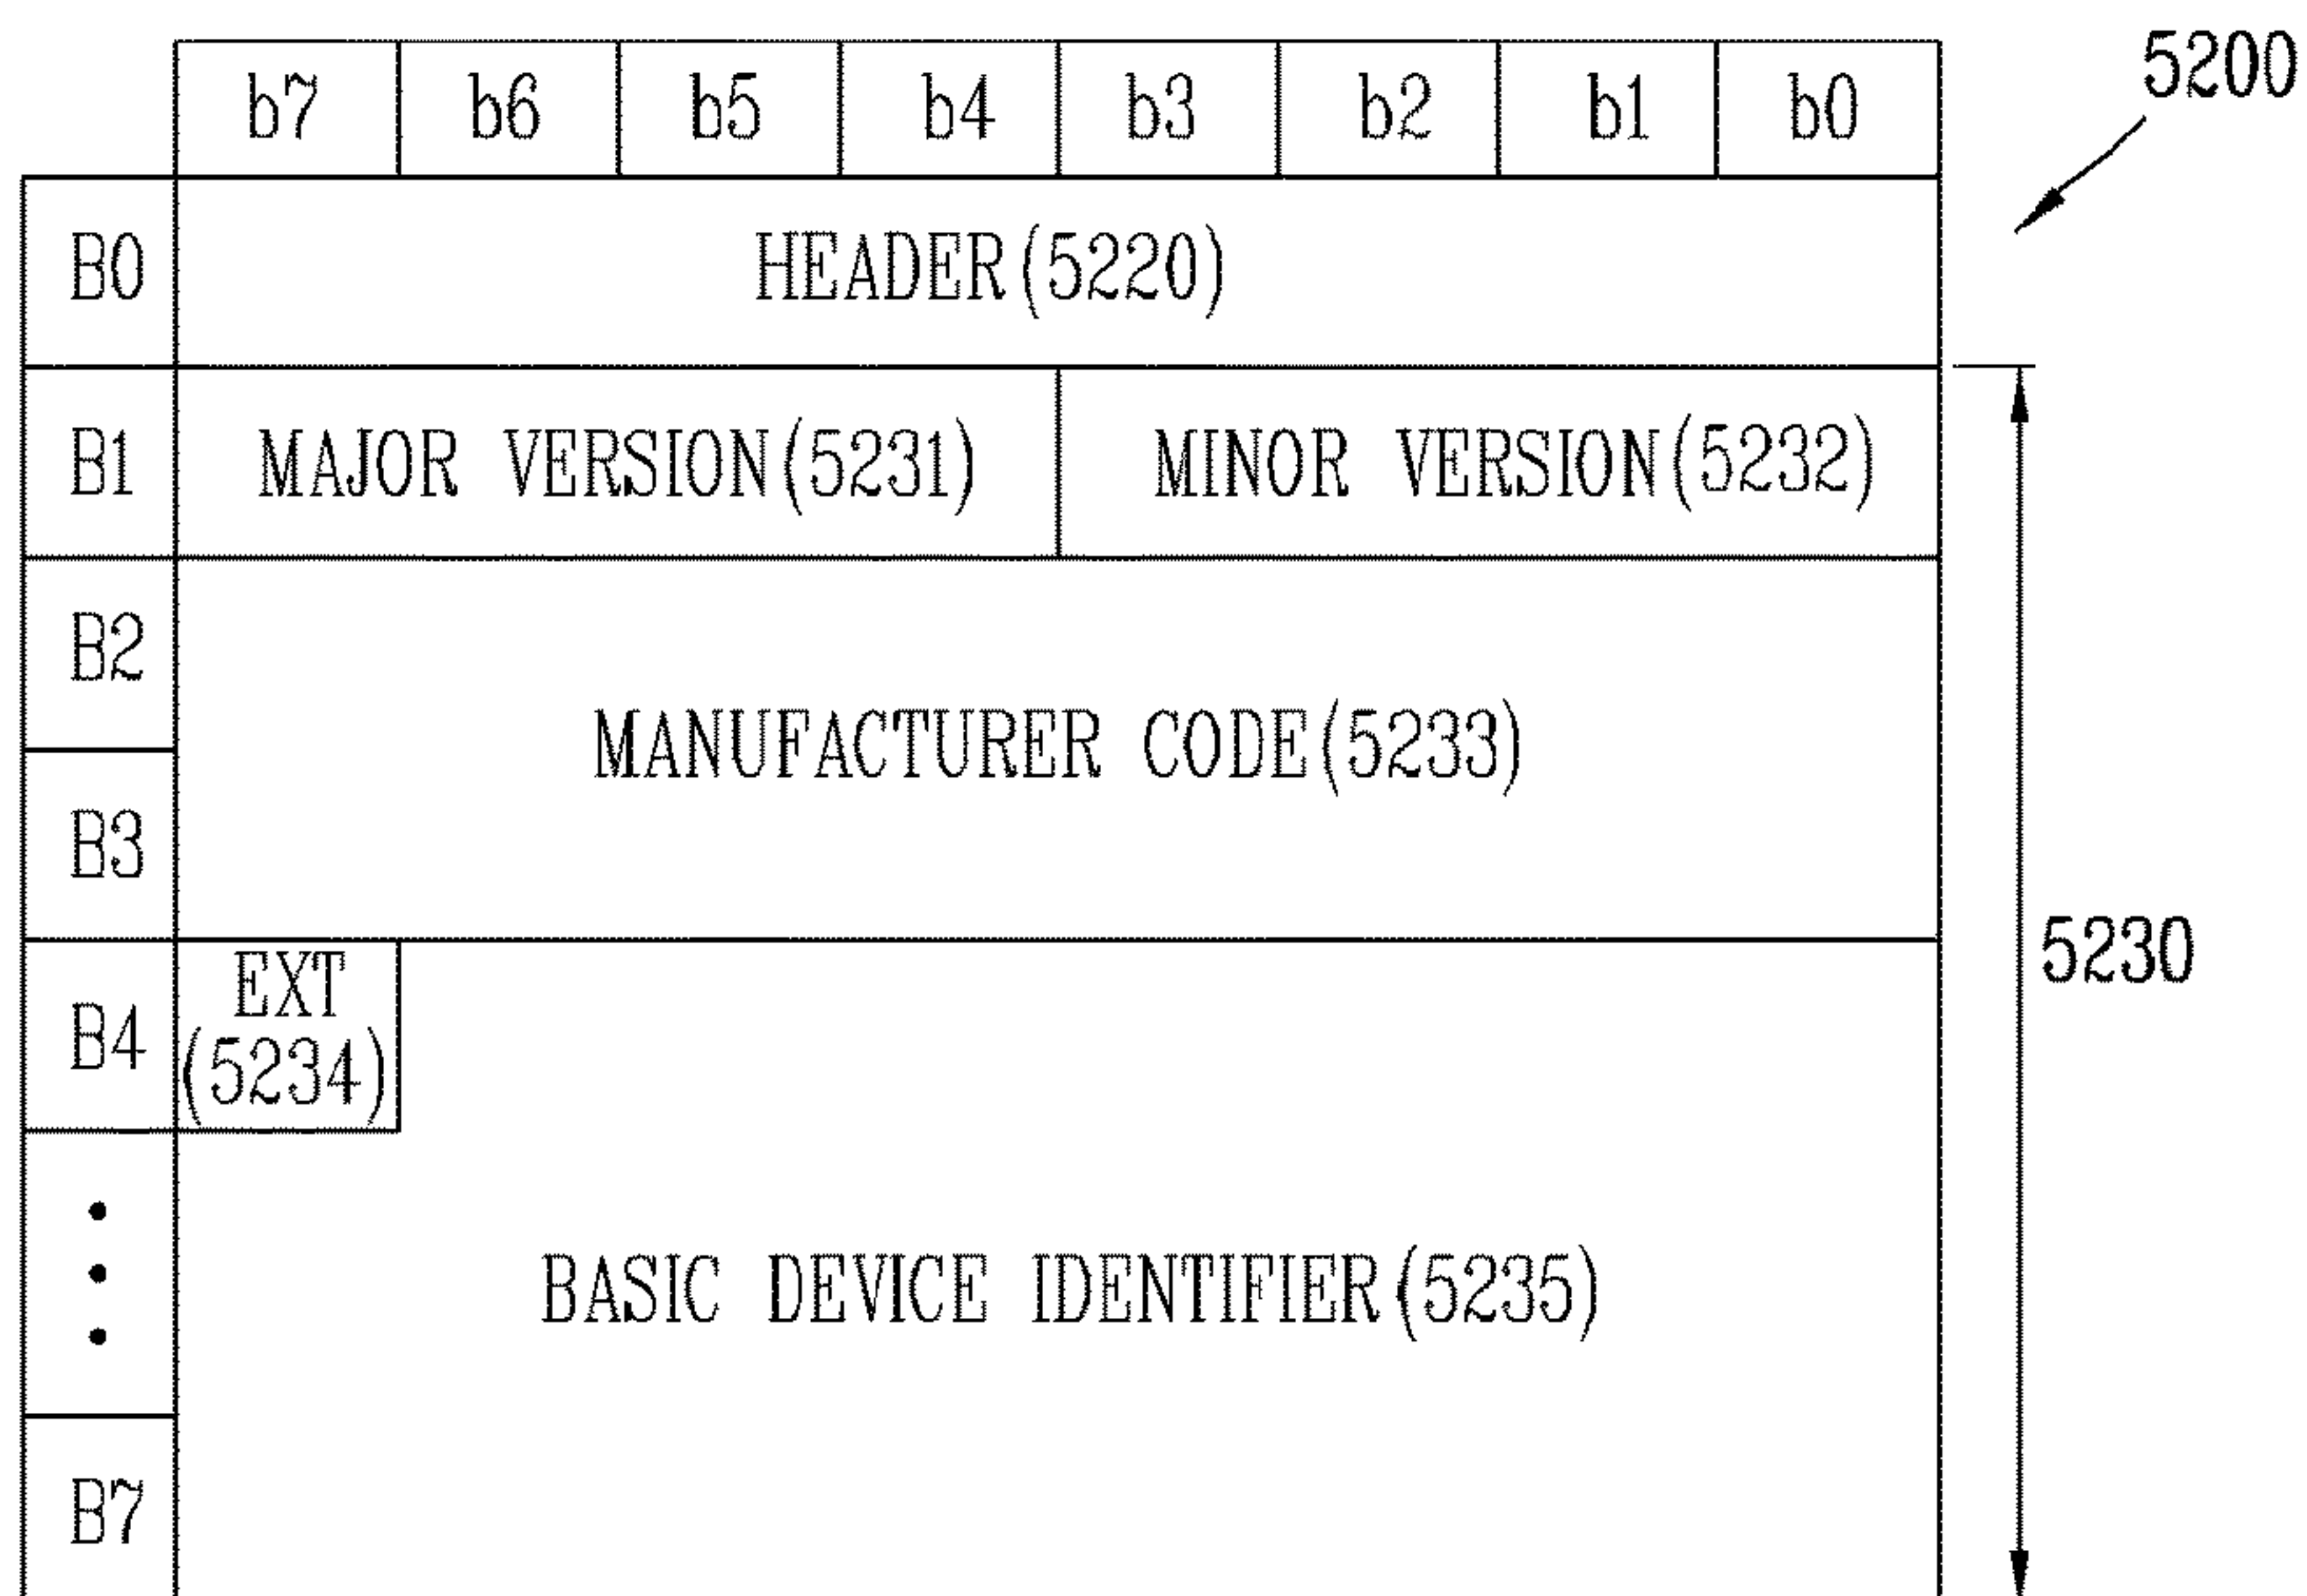 b7 b6 b5 b4 b3 b2 b1 b0
5200
B0 HEADER(5220)
B1 MAJOR VERSION(5231) MINOR VERSION(5232)
B2
MANUFACTURER CODE(5233)
B3
5230
B4 EXT
(5234)
BASIC DEVICE IDENTIFIER(5235)
B7